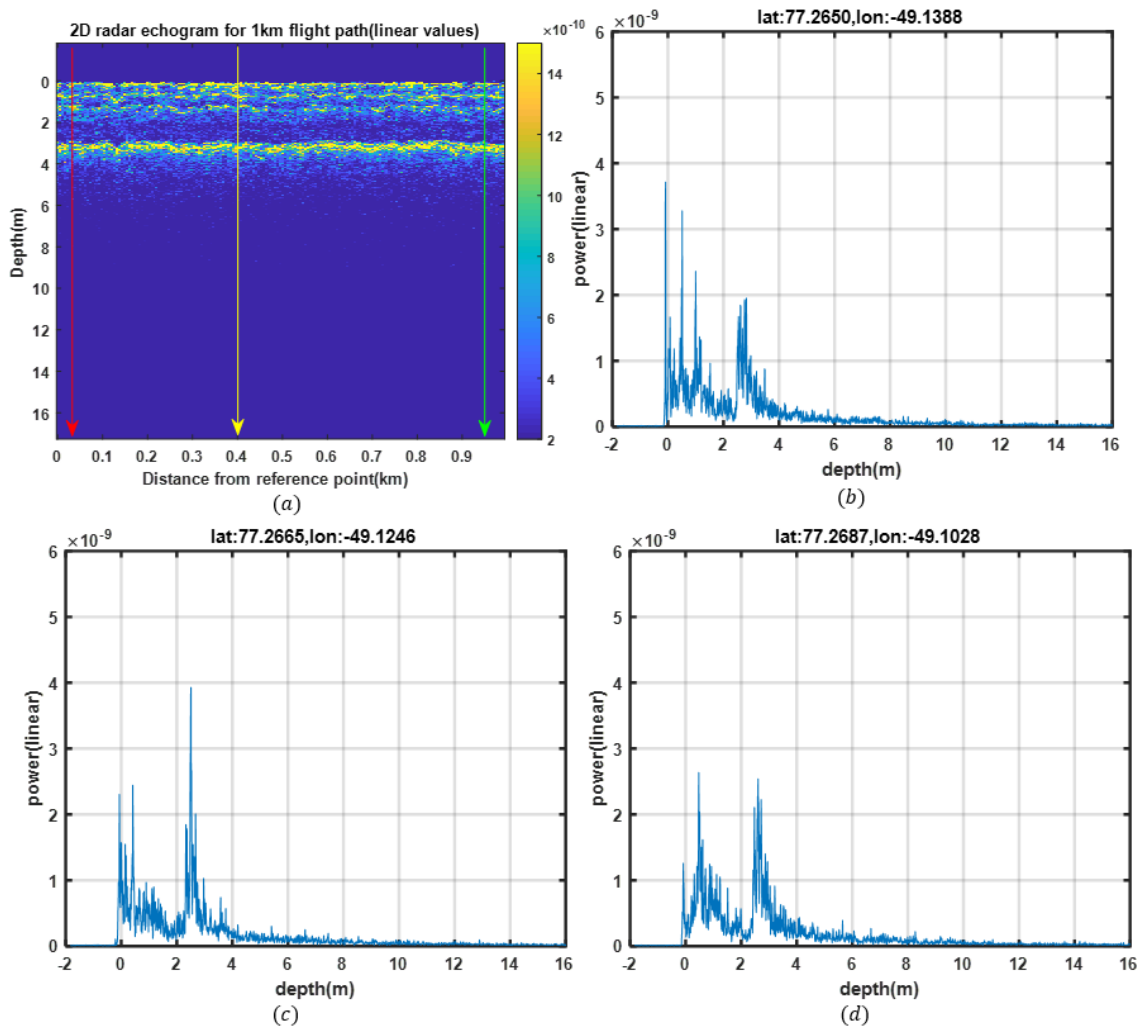 2D radar echogram for 1km flight path(linear values)
×10⁻¹⁰
0
2
4
6
8
10
12
14
16
Depth(m)
0 0.1 0.2 0.3 0.4 0.5 0.6 0.7 0.8 0.9
Distance from reference point(km)
14
12
10
8
6
4
2
(a)
lat:77.2650,lon:-49.1388
×10⁻⁹
6
5
4
3
2
1
0
power(linear)
-2 0 2 4 6 8 10 12 14 16
depth(m)
(b)
lat:77.2665,lon:-49.1246
×10⁻⁹
6
5
4
3
2
1
0
power(linear)
-2 0 2 4 6 8 10 12 14 16
depth(m)
(c)
lat:77.2687,lon:-49.1028
×10⁻⁹
6
5
4
3
2
1
0
power(linear)
-2 0 2 4 6 8 10 12 14 16
depth(m)
(d)